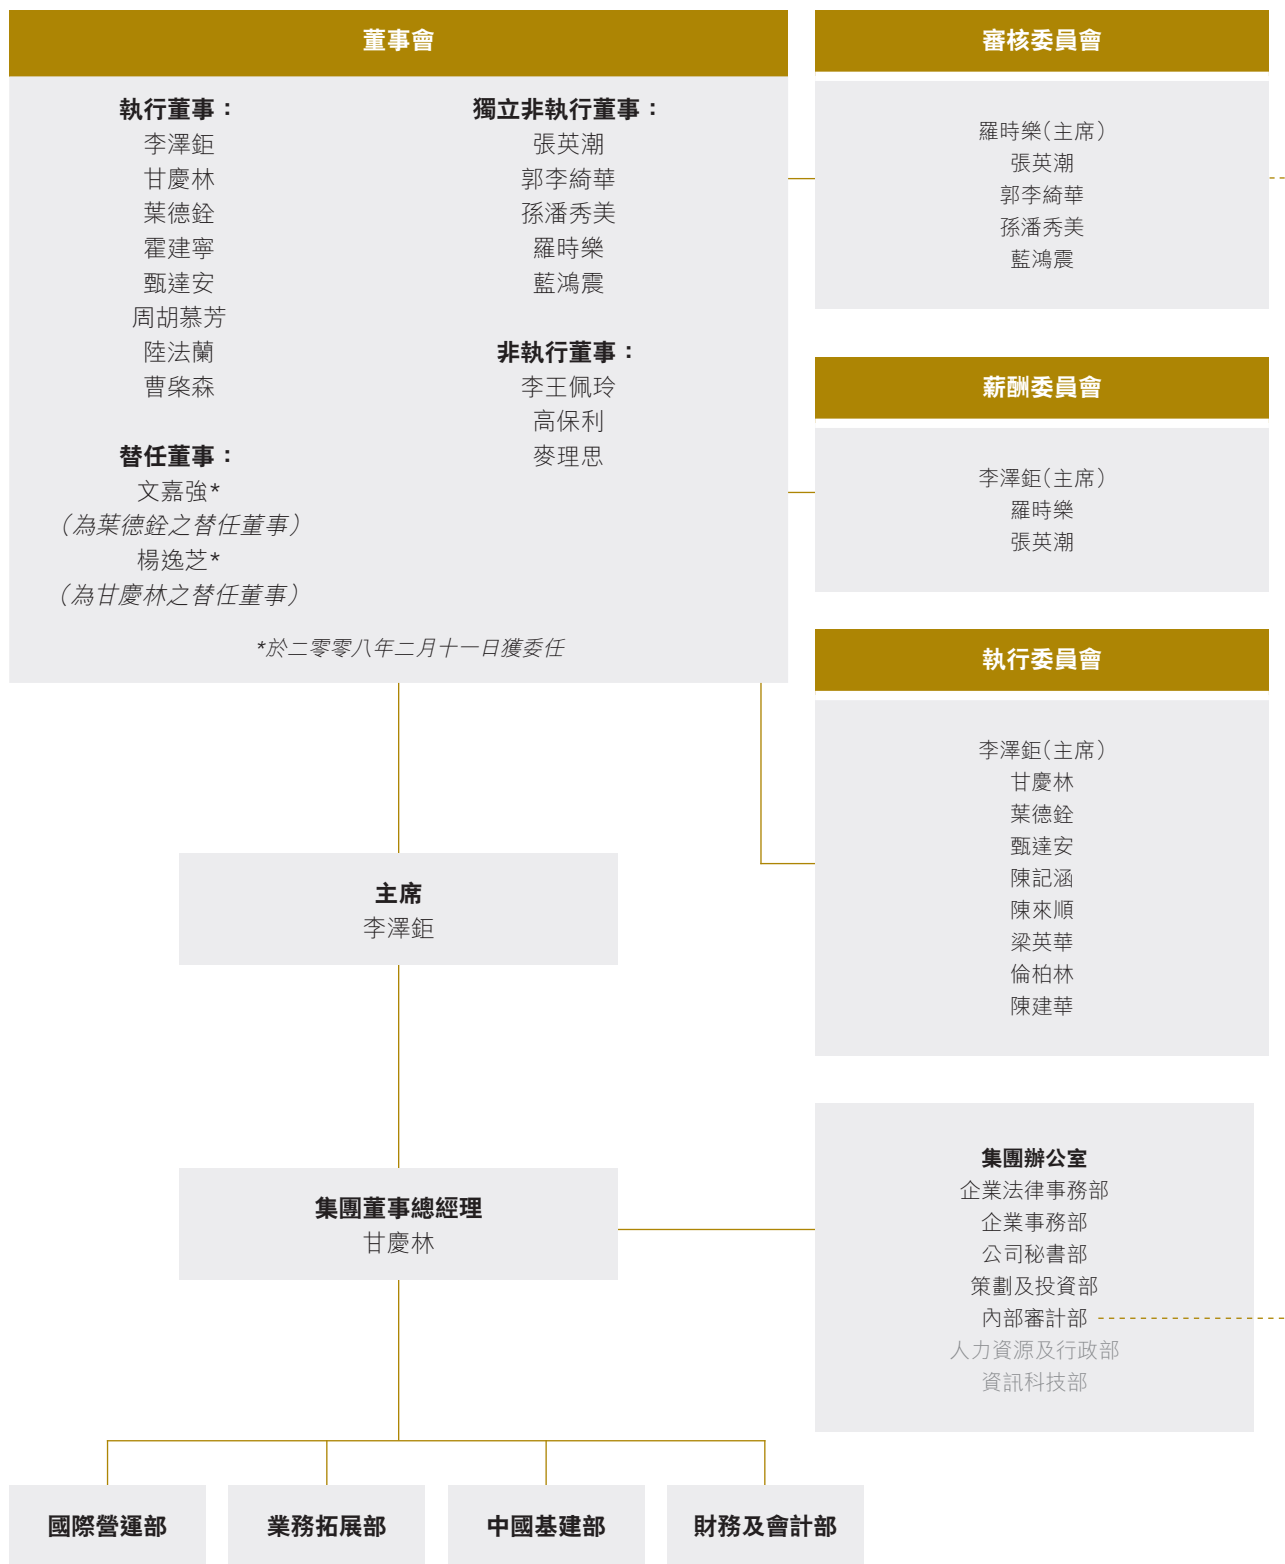 董事會
執行董事：
李澤鉅
甘慶林
葉德銓
霍建寧
甄達安
周胡慕芳
陸法蘭
曹棨森
替任董事：
文嘉強*
（為葉德銓之替任董事）
楊逸芝*
（為甘慶林之替任董事）
獨立非執行董事：
張英潮
郭李綺華
孫潘秀美
羅時樂
藍鴻震
非執行董事：
李王佩玲
高保利
麥理思
*於二零零八年二月十一日獲委任
審核委員會
羅時樂（主席）
張英潮
郭李綺華
孫潘秀美
藍鴻震
薪酬委員會
李澤鉅（主席）
羅時樂
張英潮
執行委員會
李澤鉅（主席）
甘慶林
葉德銓
甄達安
陳記涵
陳來順
梁英華
倫柏林
陳建華
主席
李澤鉅
集團董事總經理
甘慶林
集團辦公室
企業法律事務部
企業事務部
公司秘書部
策劃及投資部
內部審計部
人力資源及行政部
資訊科技部
國際營運部
業務拓展部
中國基建部
財務及會計部